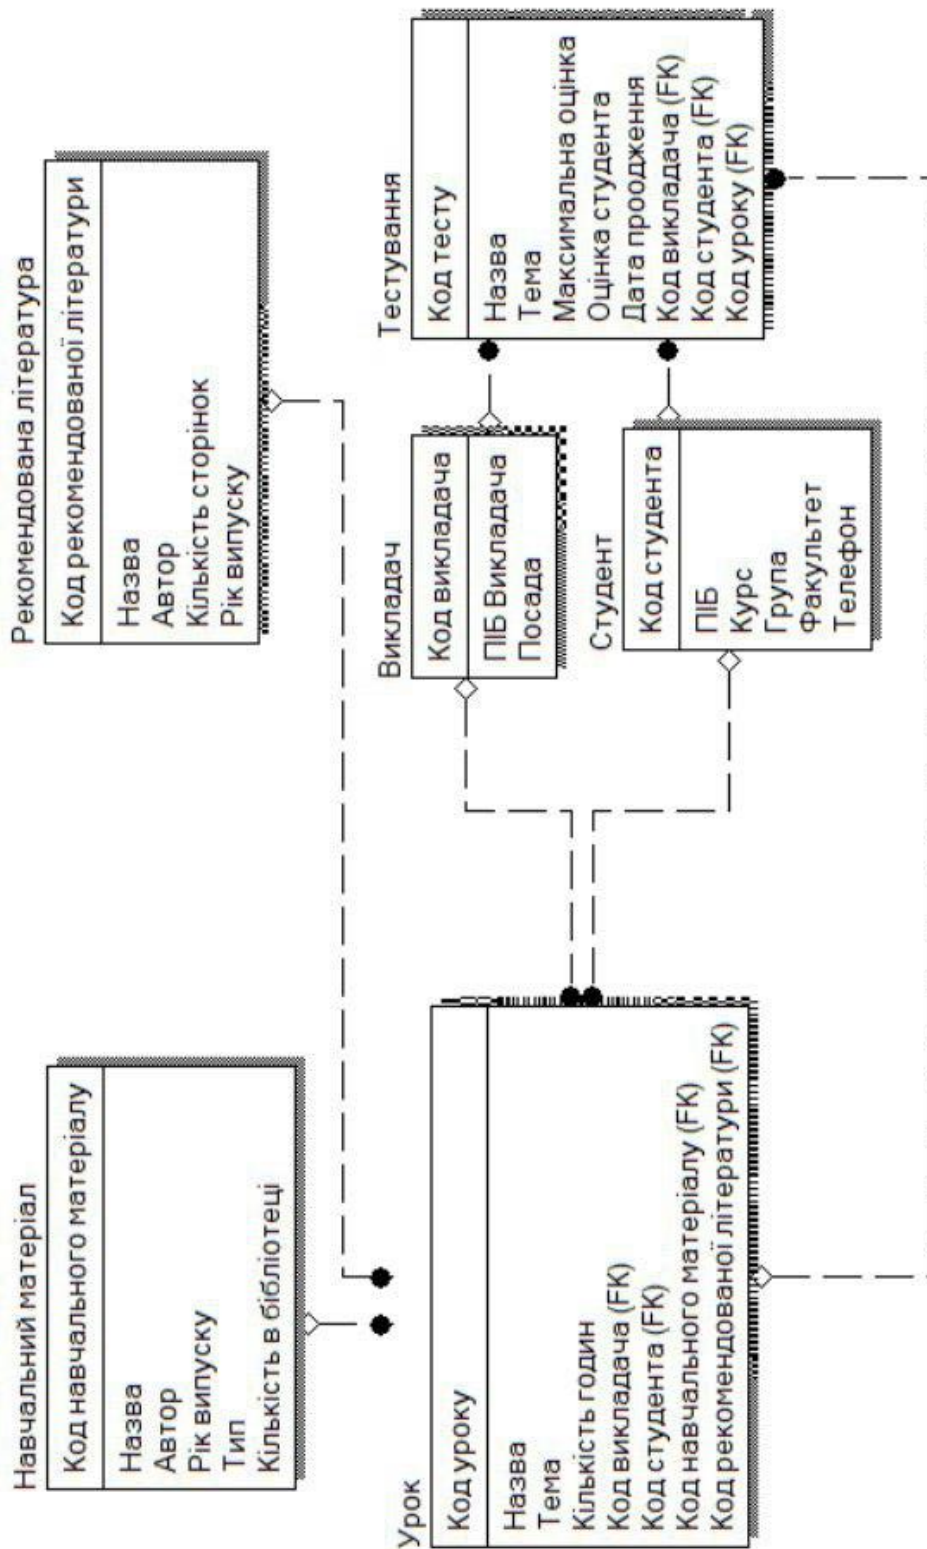 Навчальний матеріал
Код навчального матеріалу
Назва
Автор
Рік випуску
Тип
Кількість в бібліотеці
Рекомендована література
Код рекомендованої літератури
Назва
Автор
Кількість сторінок
Рік випуску
Урок
Код уроку
Назва
Тема
Кількість годин
Код викладача (FK)
Код студента (FK)
Код навчального матеріалу (FK)
Код рекомендованої літератури (FK)
Викладач
Код викладача
ПІБ Викладача
Посада
Студент
Код студента
ПІБ
Курс
Група
Факультет
Телефон
Тестування
Код тесту
Назва
Тема
Максимальна оцінка
Оцінка студента
Дата проодження
Код викладача (FK)
Код студента (FK)
Код уроку (FK)